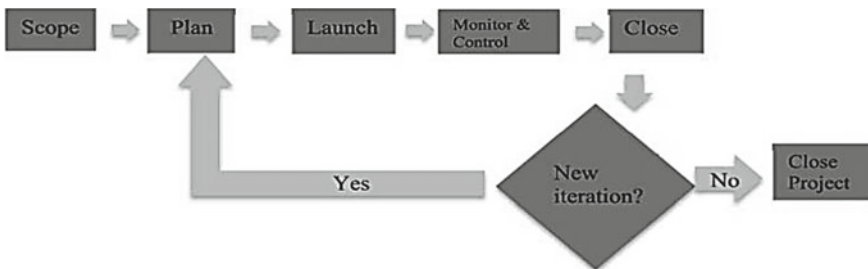 Scope
Plan
Launch
Monitor &
Control
Close
New
iteration?
Yes
No
Close
Project